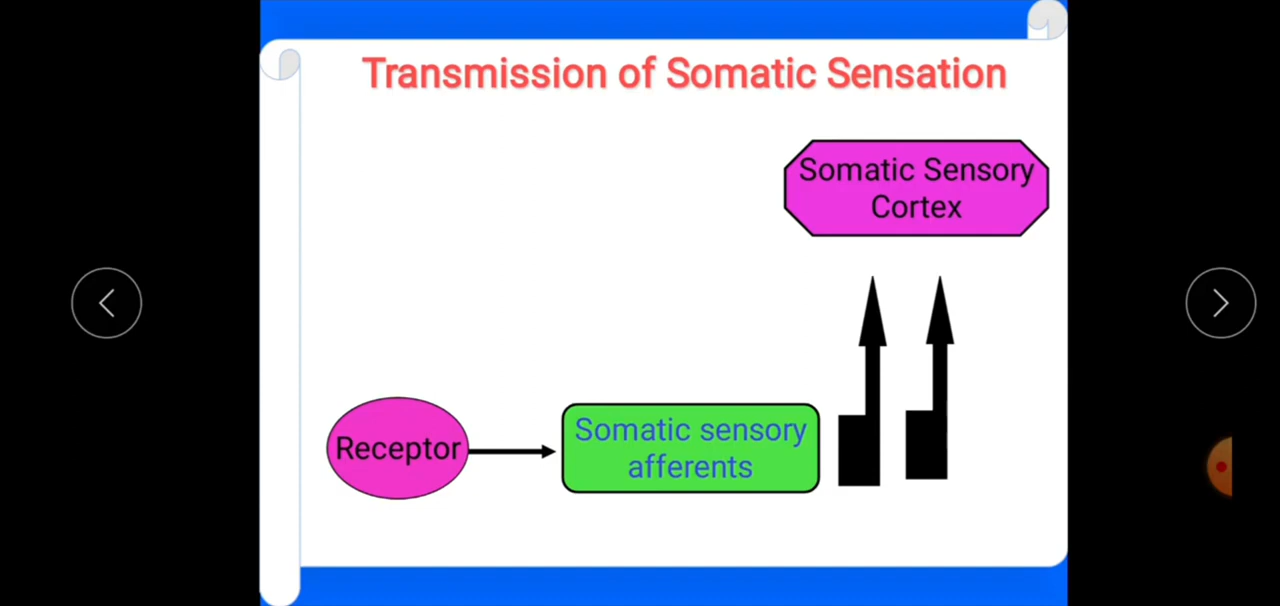 Transmission of Somatic Sensation
Somatic Sensory
Cortex
Receptor
Somatic sensory
afferents